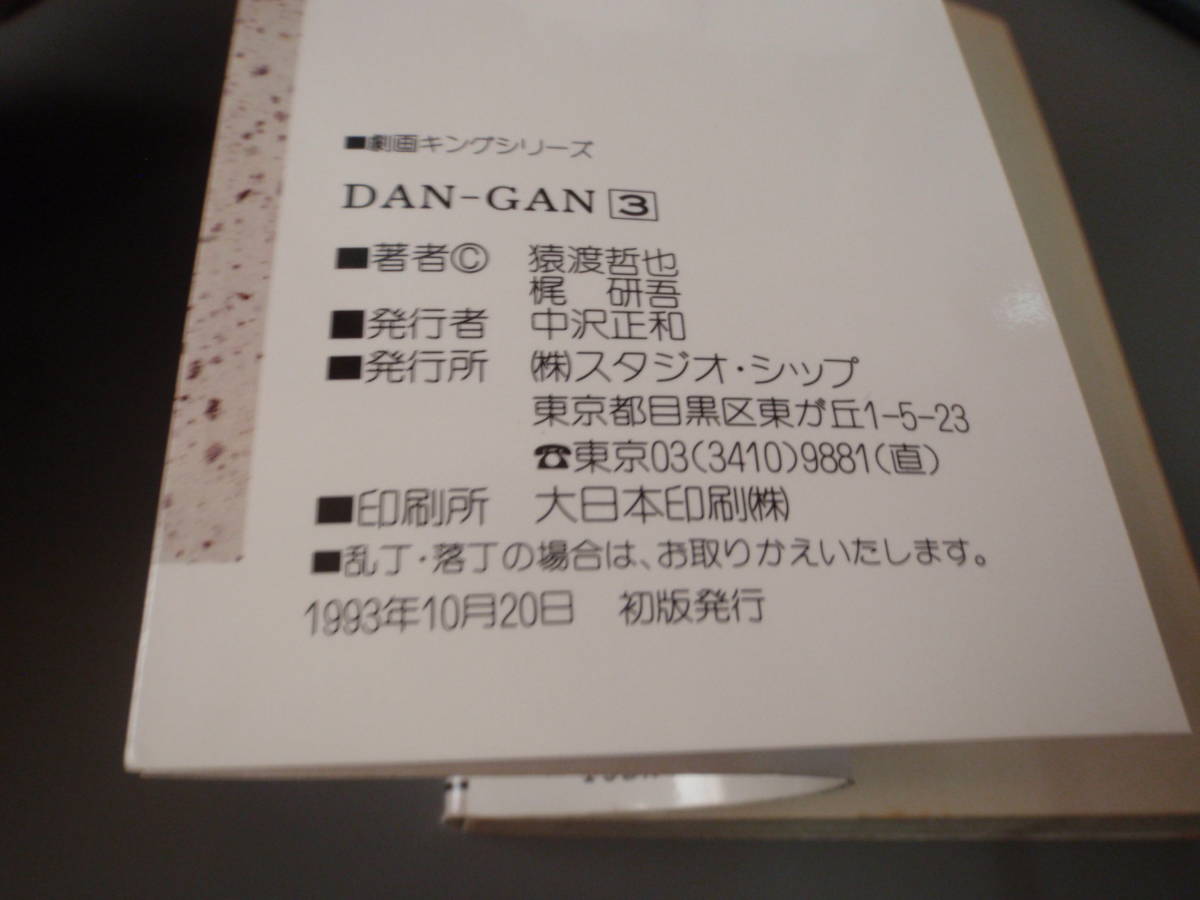 ■劇画キングシリーズ
DAN-GAN 3
■著者© 猿渡哲也
梶 研吾
■発行者 中沢正和
■発行所 ㈱スタジオ・シップ
東京都目黒区東が丘1-5-23
☎東京03(3410)9881(直)
■印刷所 大日本印刷㈱
■乱丁・落丁の場合は、お取りかえいたします。
1993年10月20日 初版発行